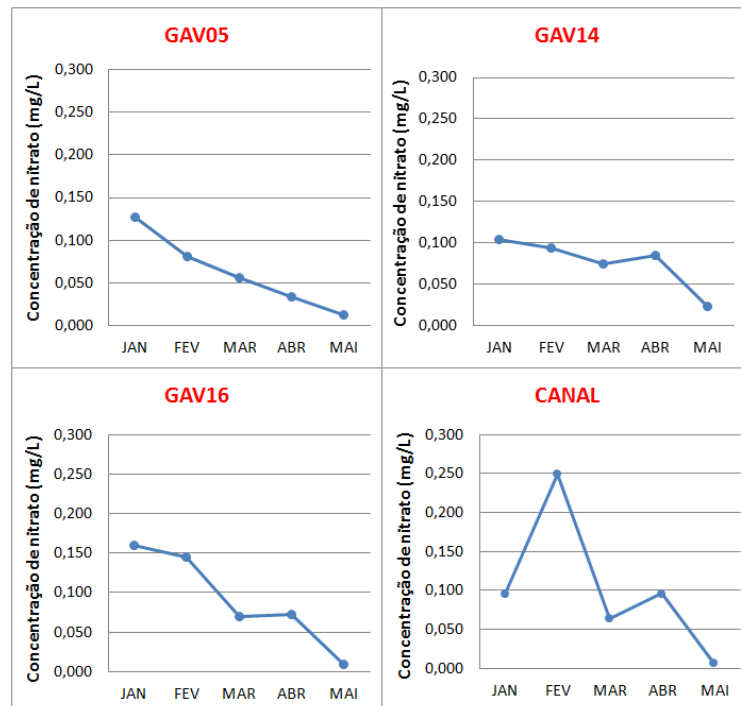 GAV05
Concentração de nitrato (mg/L)
0,300
0,250
0,200
0,150
0,100
0,050
0,000
JAN FEV MAR ABR MAI
GAV14
Concentração de nitrato (mg/L)
0,300
0,250
0,200
0,150
0,100
0,050
0,000
JAN FEV MAR ABR MAI
GAV16
Concentração de nitrato (mg/L)
0,300
0,250
0,200
0,150
0,100
0,050
0,000
JAN FEV MAR ABR MAI
CANAL
Concentração de nitrato (mg/L)
0,300
0,250
0,200
0,150
0,100
0,050
0,000
JAN FEV MAR ABR MAI